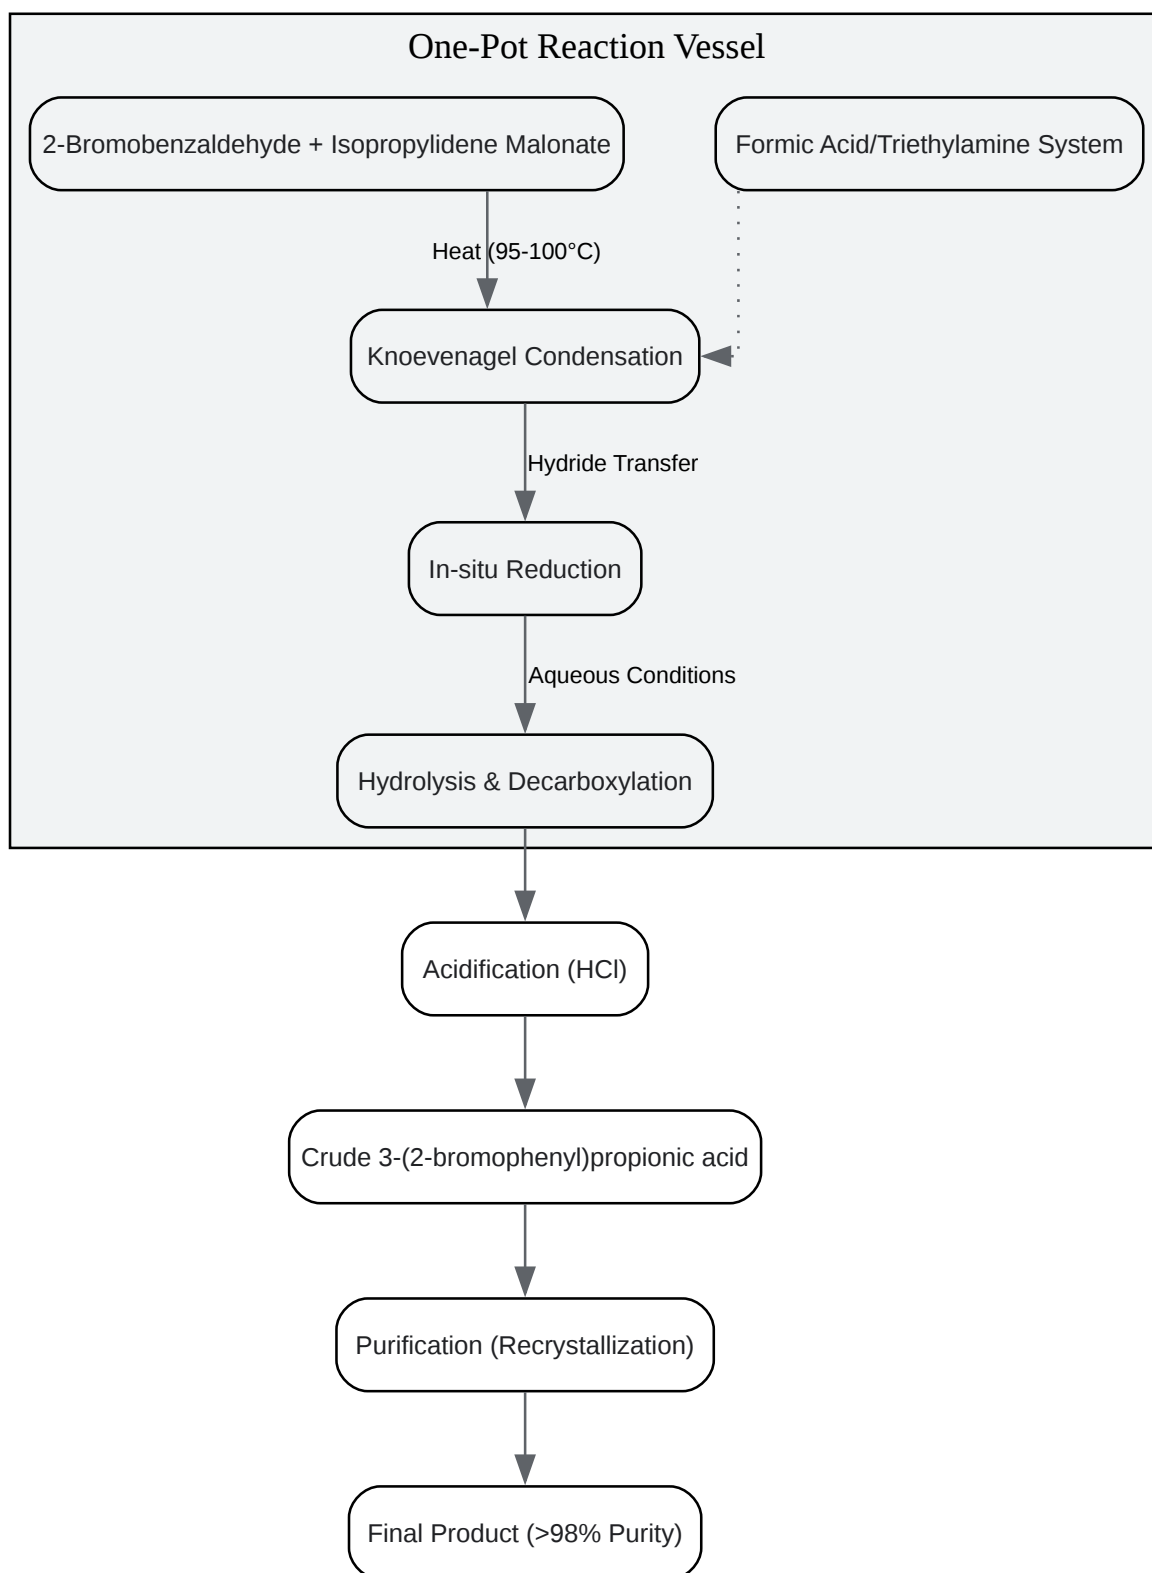 One-Pot Reaction Vessel
2-Bromobenzaldehyde + Isopropylidene Malonate
Formic Acid/Triethylamine System
Heat (95-100°C)
Knoevenagel Condensation
Hydride Transfer
In-situ Reduction
Aqueous Conditions
Hydrolysis & Decarboxylation
Acidification (HCl)
Crude 3-(2-bromophenyl)propionic acid
Purification (Recrystallization)
Final Product (>98% Purity)